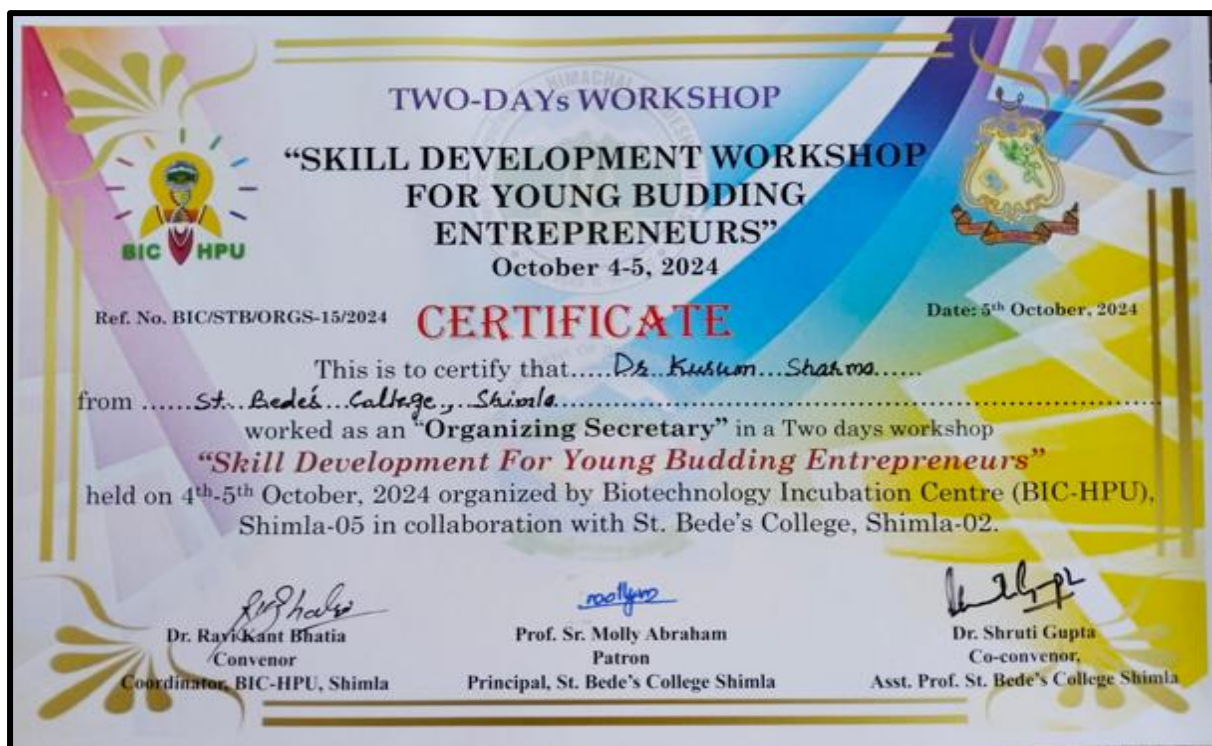 TWO-DAYs WORKSHOP
“SKILL DEVELOPMENT WORKSHOP
FOR YOUNG BUDDING
ENTREPRENEURS”
October 4-5, 2024
BIC HPU
Ref. No. BIC/STB/ORGS-15/2024
CERTIFICATE
Date: 5th October, 2024
This is to certify that.....Dr. Kusum...Sharma......
from ......St. Bede's...College., Shimla..........
worked as an “Organizing Secretary” in a Two days workshop
“Skill Development For Young Budding Entrepreneurs”
held on 4th-5th October, 2024 organized by Biotechnology Incubation Centre (BIC-HPU),
Shimla-05 in collaboration with St. Bede’s College, Shimla-02.
Dr. Ravi Kant Bhatia
Convenor
Coordinator, BIC-HPU, Shimla
Prof. Sr. Molly Abraham
Patron
Principal, St. Bede’s College Shimla
Dr. Shruti Gupta
Co-convenor,
Asst. Prof. St. Bede’s College Shimla